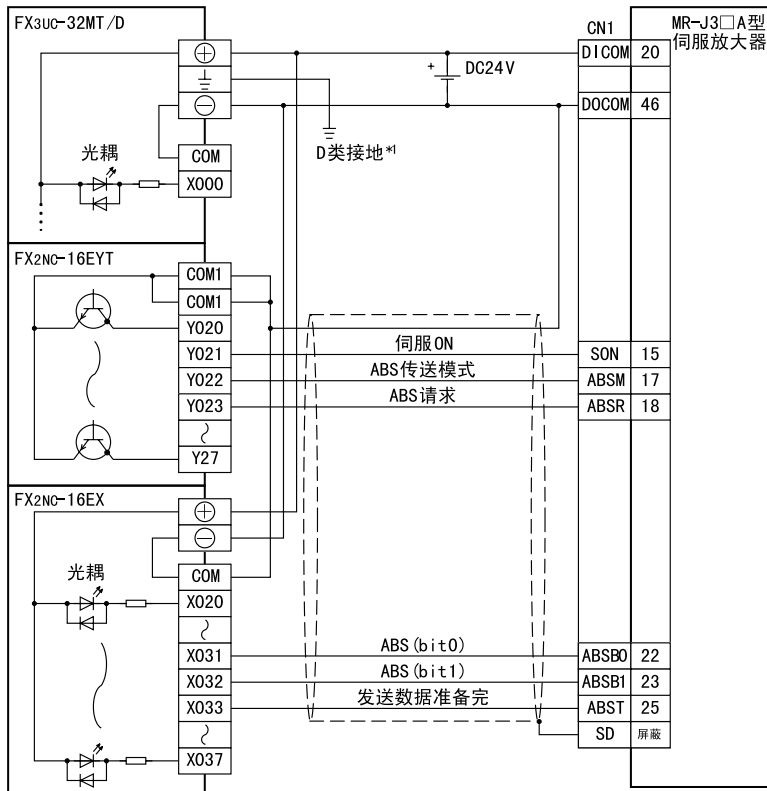 FX3UC-32MT/D
⊕
⏚
⊖
COM
X000
光耦
D类接地*1
DC24V
+
CN1
MR-J3□A型
伺服放大器
DICOM 20
DOCOM 46
FX2NC-16EYT
COM1
COM1
Y020
Y021
Y022
Y023
Y27
伺服ON
ABS传送模式
ABS请求
SON 15
ABSM 17
ABSR 18
FX2NC-16EX
⊕
⊖
COM
X020
光耦
X031
X032
X033
X037
ABS(bit0)
ABS(bit1)
发送数据准备完
ABSB0 22
ABSB1 23
ABST 25
SD 屏蔽